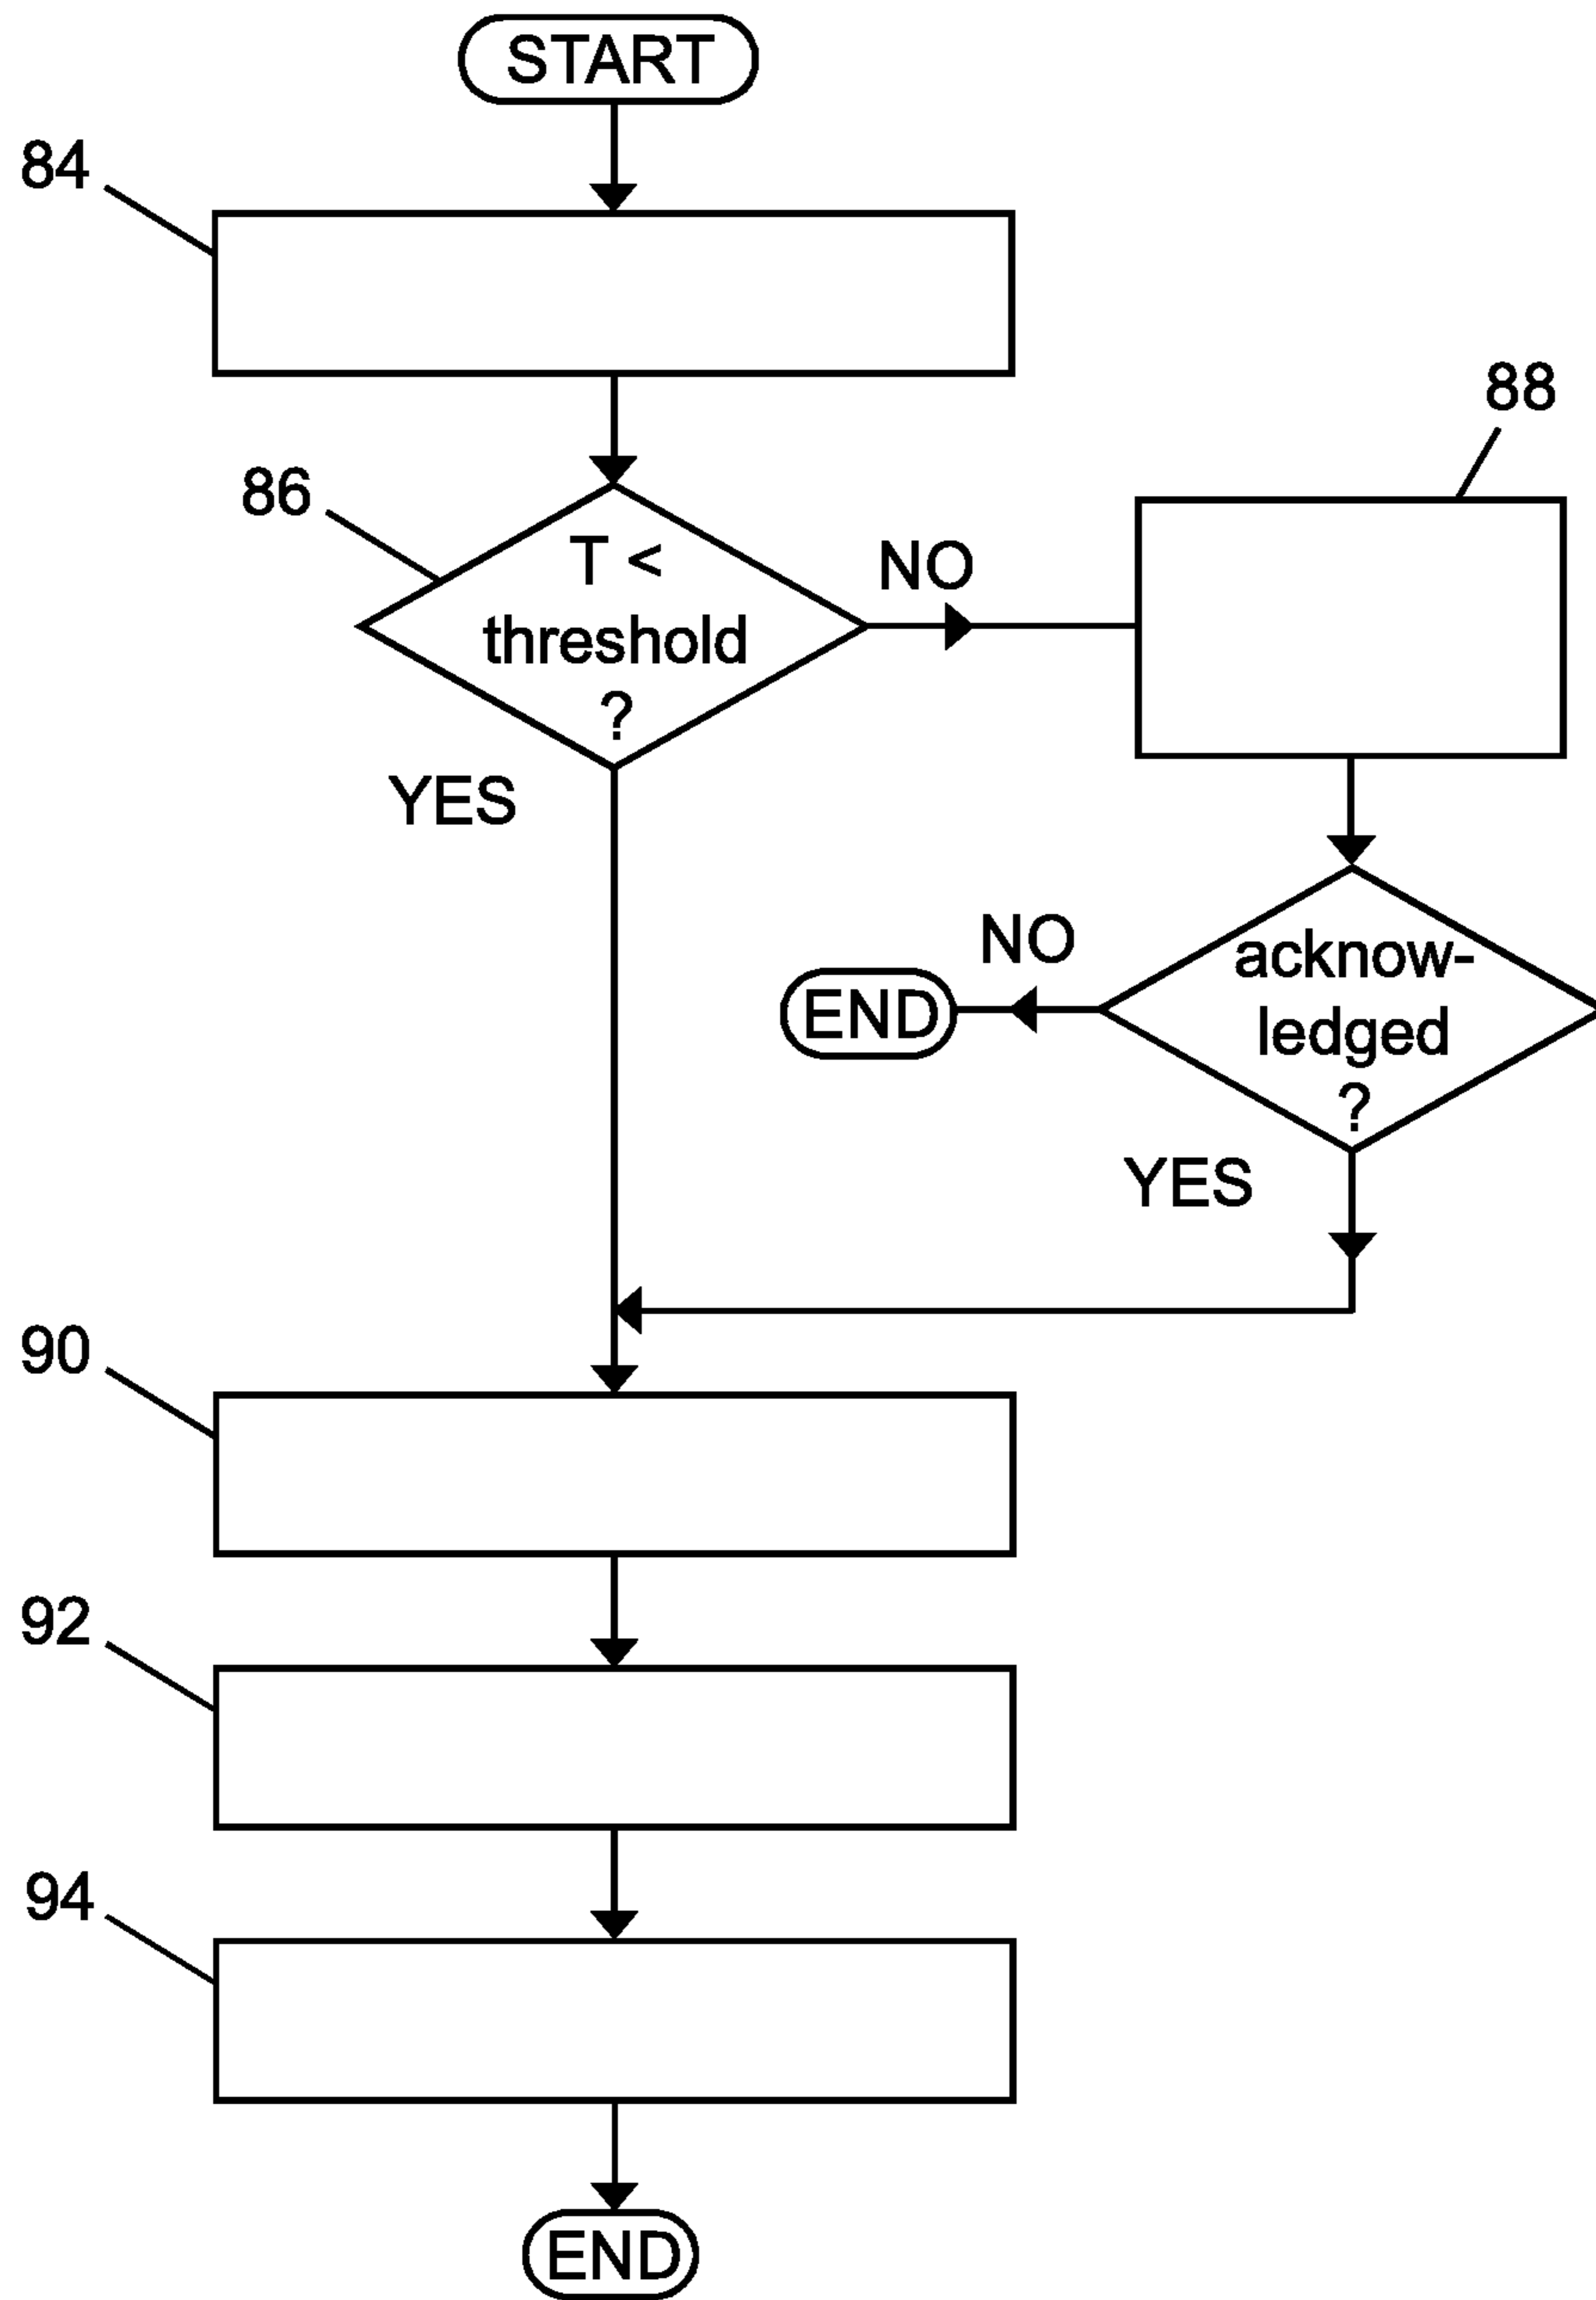 START
84
88
86
T <
threshold
?
NO
YES
NO
acknow-
ledged
?
END
YES
90
92
94
END